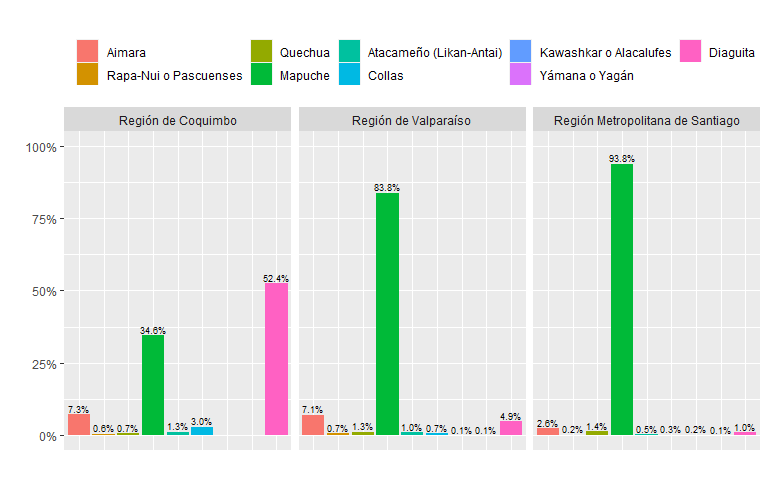 Aimara Quechua Atacameño (Likan-Antai) Kawashkar o Alacalufes Diaguita
Rapa-Nui o Pascuenses Mapuche Collas Yámana o Yagán
Región de Coquimbo Región de Valparaíso Región Metropolitana de Santiago
100%
75%
50%
25%
0%
7.3% 0.6% 0.7% 34.6% 1.3% 3.0% 52.4%
7.1% 0.7% 1.3% 83.8% 1.0% 0.7% 0.1% 0.1% 4.9%
2.6% 0.2% 1.4% 93.8% 0.5% 0.3% 0.2% 0.1% 1.0%